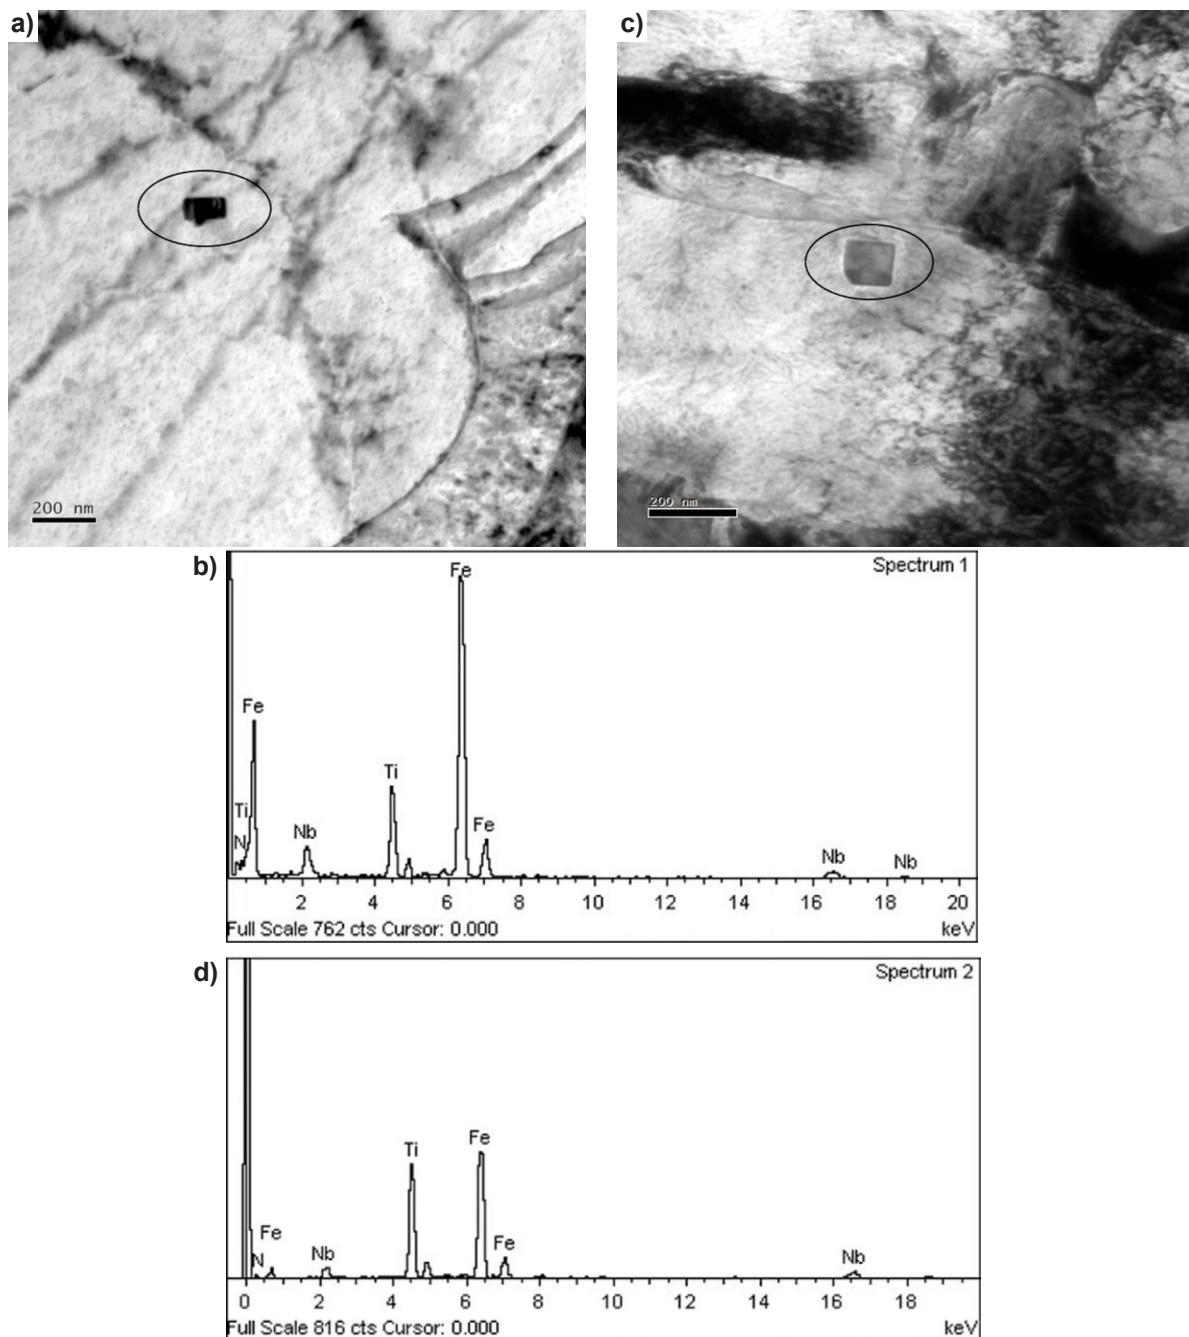 a)
c)
200 nm
200 nm
b)
Spectrum 1
Fe
Fe
Ti
Ti
N
Nb
Fe
Nb
Nb
2 4 6 8 10 12 14 16 18 20
Full Scale 762 cts Cursor: 0.000 keV
d)
Spectrum 2
Ti
Fe
Fe
N
Nb
Fe
Nb
0 2 4 6 8 10 12 14 16 18
Full Scale 816 cts Cursor: 0.000 keV